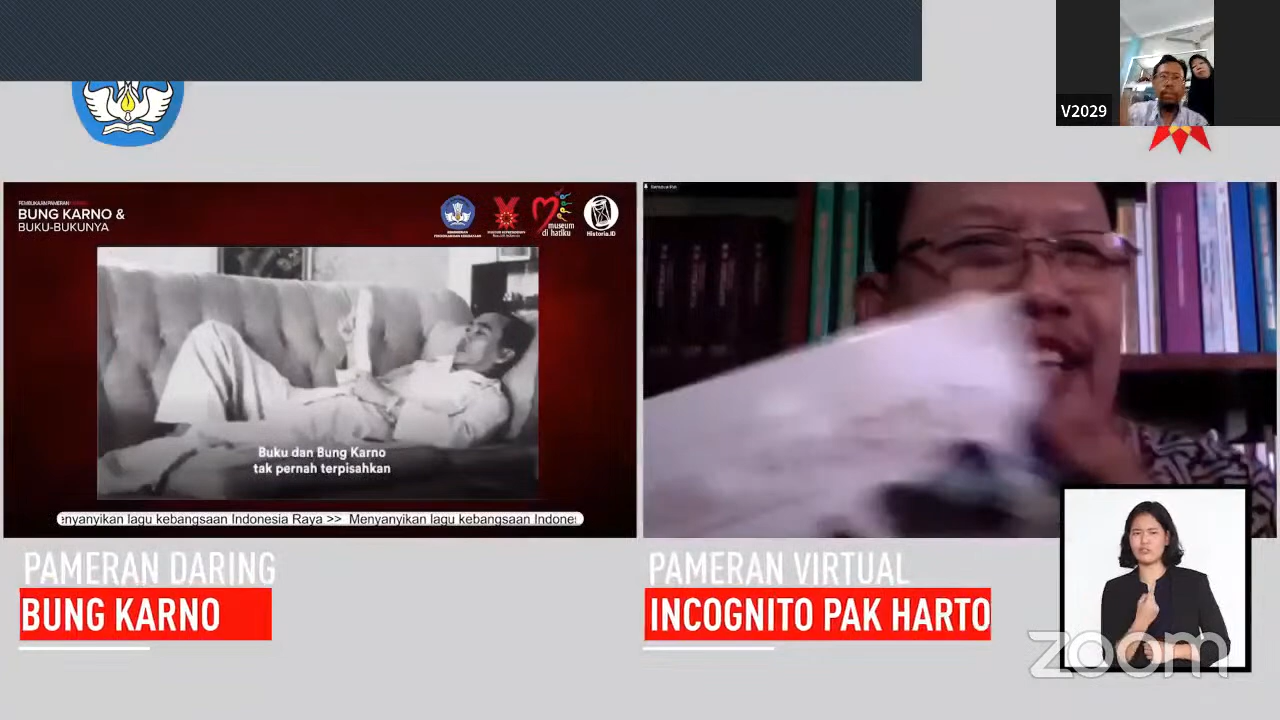 V2029
PEMBUKAAN PAMERAN DARING
BUNG KARNO &
BUKU-BUKUNYA
museum
di hatiku
Historia.ID
Buku dan Bung Karno
tak pernah terpisahkan
enyanyikan lagu kebangsaan Indonesia Raya >> Menyanyikan lagu kebangsaan Indone
PAMERAN DARING
BUNG KARNO
PAMERAN VIRTUAL
INCOGNITO PAK HARTO
zoom